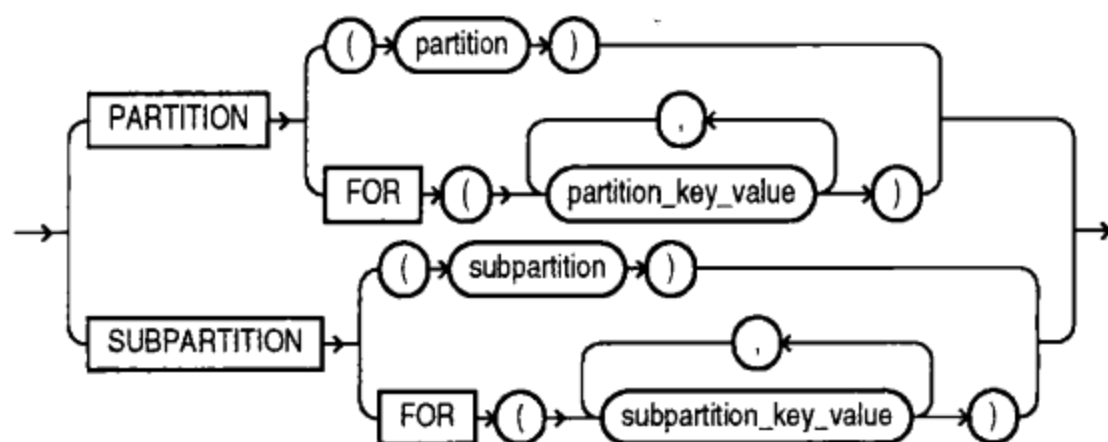 ( partition )
PARTITION
,
FOR ( partition_key_value )
( subpartition )
SUBPARTITION
,
FOR ( subpartition_key_value )